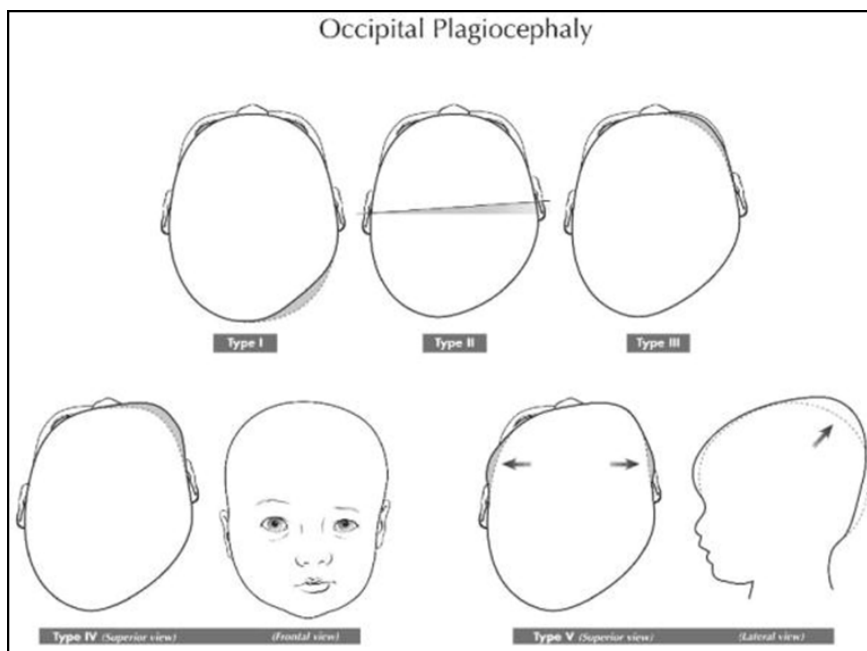 Occipital Plagiocephaly
Type I
Type II
Type III
Type IV (Superior view) (Frontal view)
Type V (Superior view) (Lateral view)